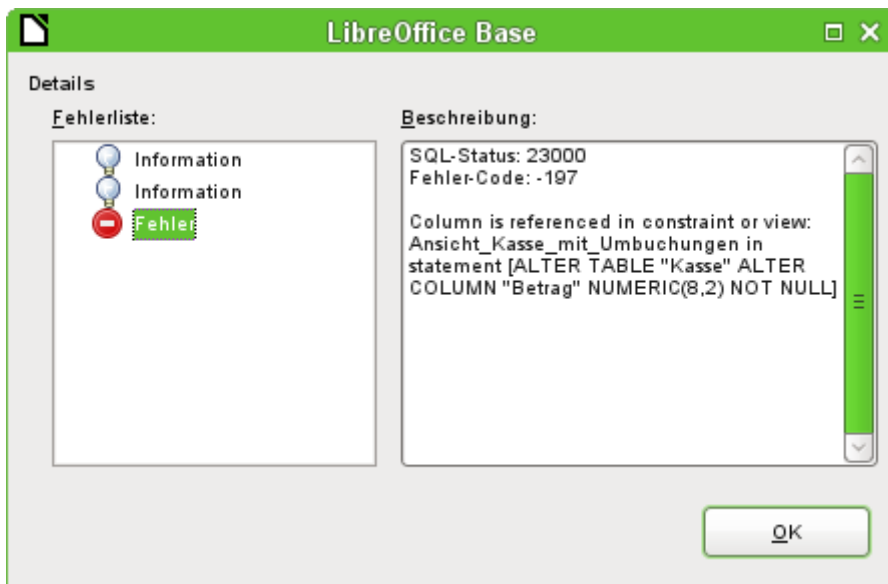 LibreOffice Base
Details
Fehlerliste:
Information
Information
Fehler
Beschreibung:
SQL-Status: 23000
Fehler-Code: -197
Column is referenced in constraint or view:
Ansicht_Kasse_mit_Umbuchungen in
statement [ALTER TABLE "Kasse" ALTER
COLUMN "Betrag" NUMERIC(8,2) NOT NULL]
OK